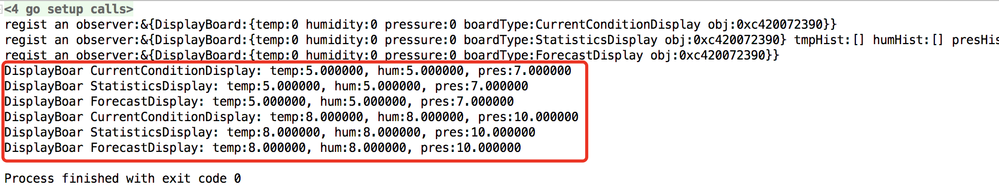 <4 go setup calls>
regist an observer:&{DisplayBoard:{temp:0 humidity:0 pressure:0 boardType:CurrentConditionDisplay obj:0xc420072390}}
regist an observer:&{DisplayBoard:{temp:0 humidity:0 pressure:0 boardType:StatisticsDisplay obj:0xc420072390} tmpHist:[] humHist:[] presHis
regist an observer:&{DisplayBoard:{temp:0 humidity:0 pressure:0 boardType:ForecastDisplay obj:0xc420072390}}
DisplayBoar CurrentConditionDisplay: temp:5.000000, hum:5.000000, pres:7.000000
DisplayBoar StatisticsDisplay: temp:5.000000, hum:5.000000, pres:7.000000
DisplayBoar ForecastDisplay: temp:5.000000, hum:5.000000, pres:7.000000
DisplayBoar CurrentConditionDisplay: temp:8.000000, hum:8.000000, pres:10.000000
DisplayBoar StatisticsDisplay: temp:8.000000, hum:8.000000, pres:10.000000
DisplayBoar ForecastDisplay: temp:8.000000, hum:8.000000, pres:10.000000
Process finished with exit code 0